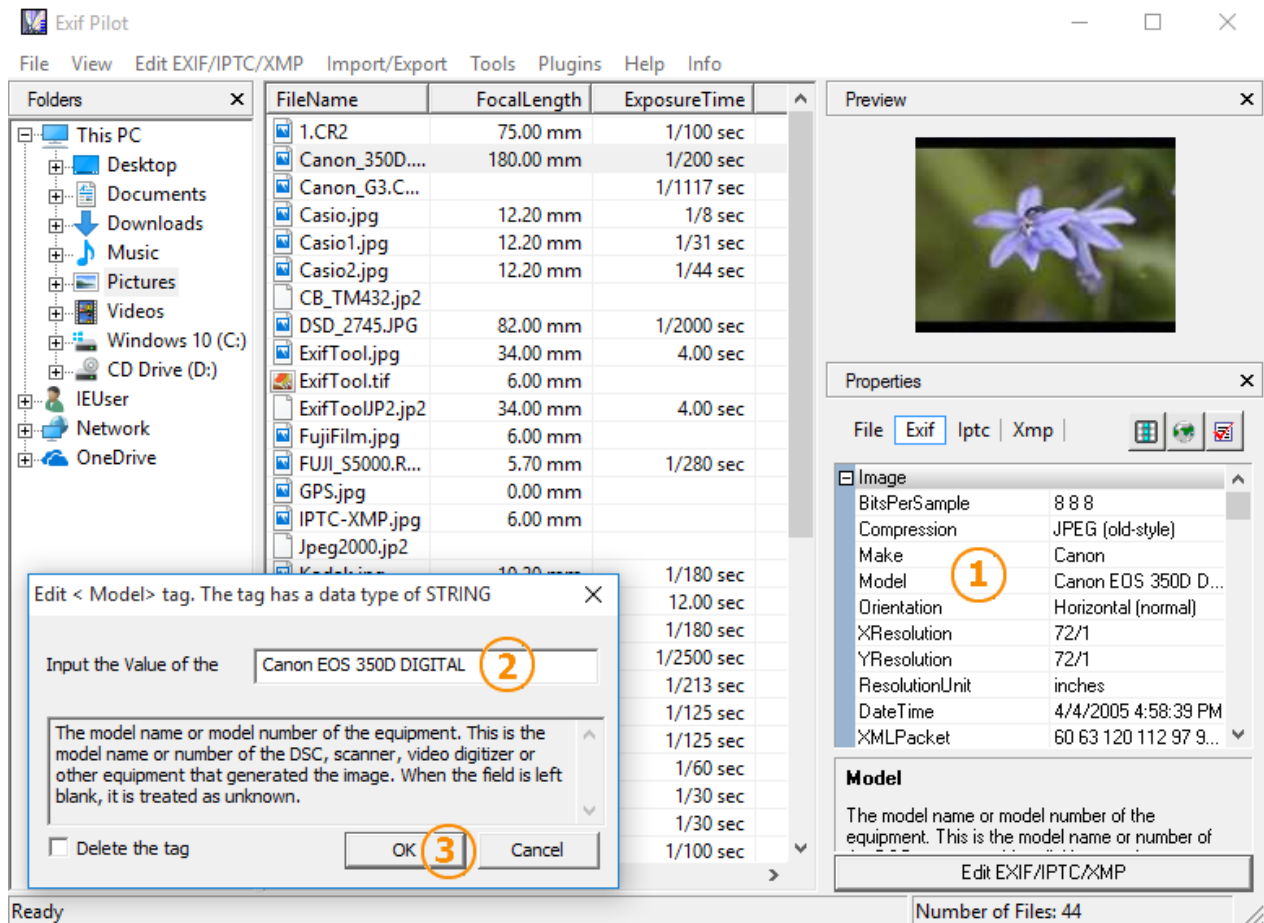 Exif Pilot
File View Edit EXIF/IPTC/XMP Import/Export Tools Plugins Help Info
Folders
This PC
Desktop
Documents
Downloads
Music
Pictures
Videos
Windows 10 (C:)
CD Drive (D:)
IEUser
Network
OneDrive
FileName FocalLength ExposureTime
1.CR2 75.00 mm 1/100 sec
Canon_350D.... 180.00 mm 1/200 sec
Canon_G3.C... 1/1117 sec
Casio.jpg 12.20 mm 1/8 sec
Casio1.jpg 12.20 mm 1/31 sec
Casio2.jpg 12.20 mm 1/44 sec
CB_TM432.jp2
DSD_2745.JPG 82.00 mm 1/2000 sec
ExifTool.jpg 34.00 mm 4.00 sec
ExifTool.tif 6.00 mm
ExifToolJP2.jp2 34.00 mm 4.00 sec
FujiFilm.jpg 6.00 mm
FUJI_S5000.R... 5.70 mm 1/280 sec
GPS.jpg 0.00 mm
IPTC-XMP.jpg 6.00 mm
Jpeg2000.jp2
1/180 sec
12.00 sec
1/180 sec
1/2500 sec
1/213 sec
1/125 sec
1/125 sec
1/60 sec
1/30 sec
1/30 sec
1/100 sec
Edit < Model> tag. The tag has a data type of STRING
Input the Value of the Canon EOS 350D DIGITAL 2
The model name or model number of the equipment. This is the
model name or number of the DSC, scanner, video digitizer or
other equipment that generated the image. When the field is left
blank, it is treated as unknown.
Delete the tag OK 3 Cancel
Preview
Properties
File Exif Iptc Xmp
Image
BitsPerSample 8 8 8
Compression JPEG (old-style)
Make Canon
Model 1 Canon EOS 350D D...
Orientation Horizontal (normal)
XResolution 72/1
YResolution 72/1
ResolutionUnit inches
DateTime 4/4/2005 4:58:39 PM
XMLPacket 60 63 120 112 97 9...
Model
The model name or model number of the
equipment. This is the model name or number of
Edit EXIF/IPTC/XMP
Ready
Number of Files: 44